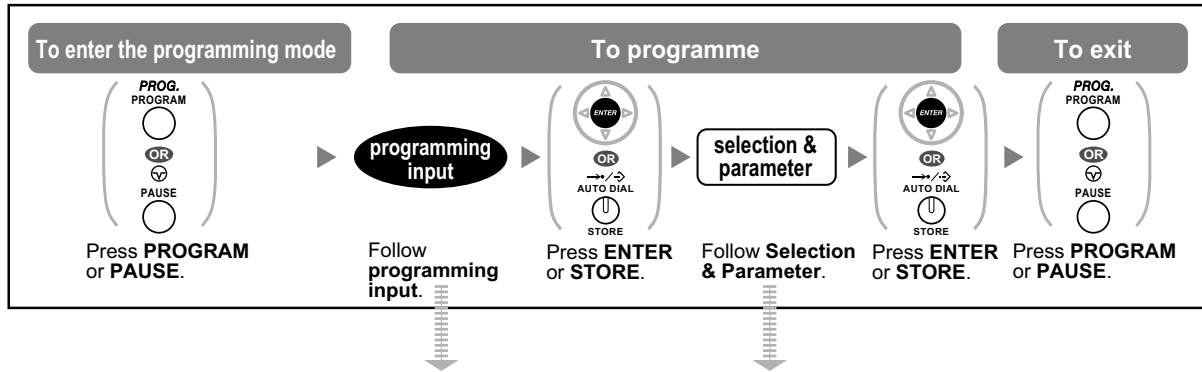 To enter the programming mode
To programme
To exit
PROG.
PROGRAM
OR
PAUSE
Press PROGRAM
or PAUSE.
programming
input
Follow
programming
input.
ENTER
OR
AUTO DIAL
STORE
Press ENTER
or STORE.
selection &
parameter
Follow Selection
& Parameter.
ENTER
OR
AUTO DIAL
STORE
Press ENTER
or STORE.
PROG.
PROGRAM
OR
PAUSE
Press PROGRAM
or PAUSE.